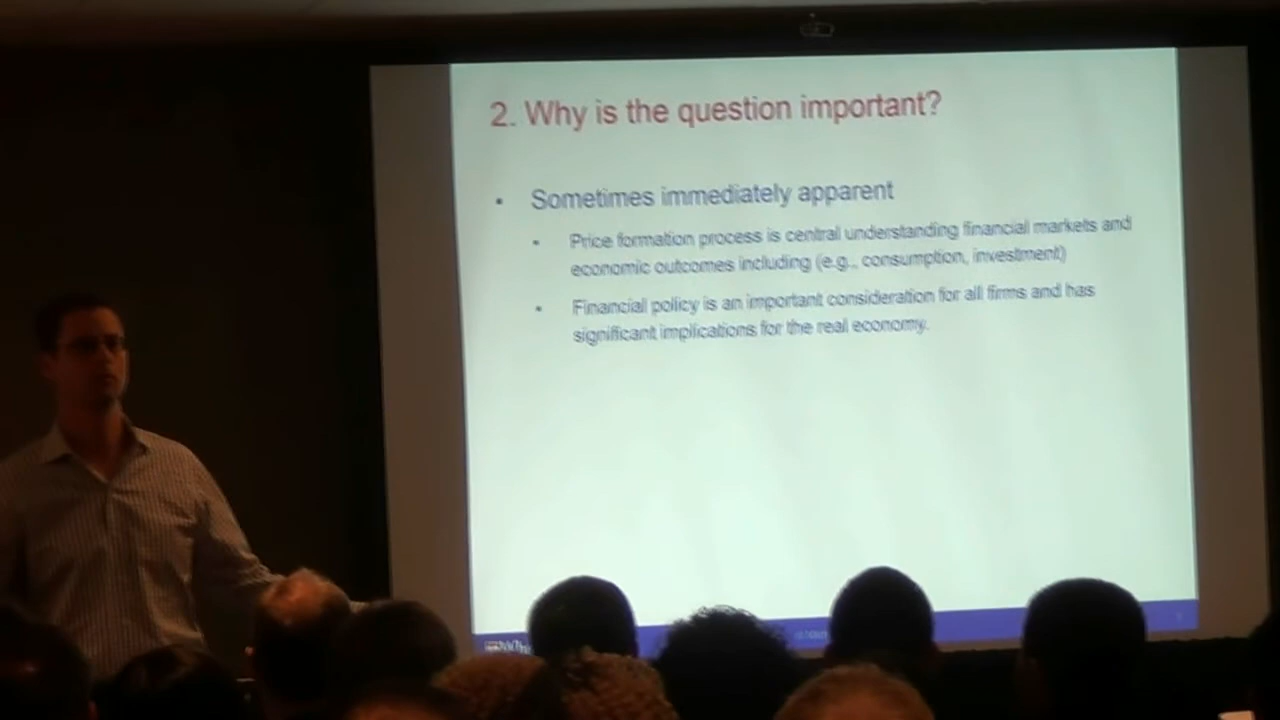 2. Why is the question important?
• Sometimes immediately apparent
• Price formation process is central understanding financial markets and
economic outcomes including (e.g., consumption, investment)
• Financial policy is an important consideration for all firms and has
significant implications for the real economy.